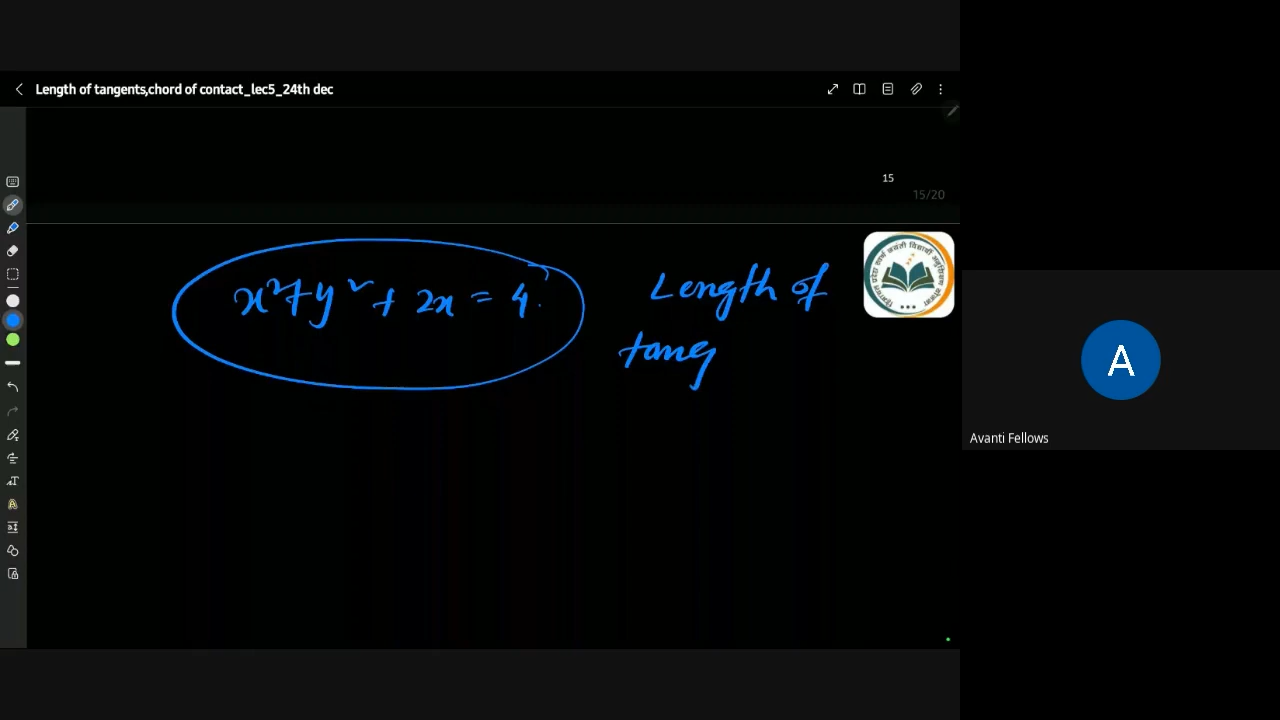 Length of tangents,chord of contact_lec5_24th dec
15
15/20
x² + y² + 2x = 4.
Length of
tang
A
Avanti Fellows